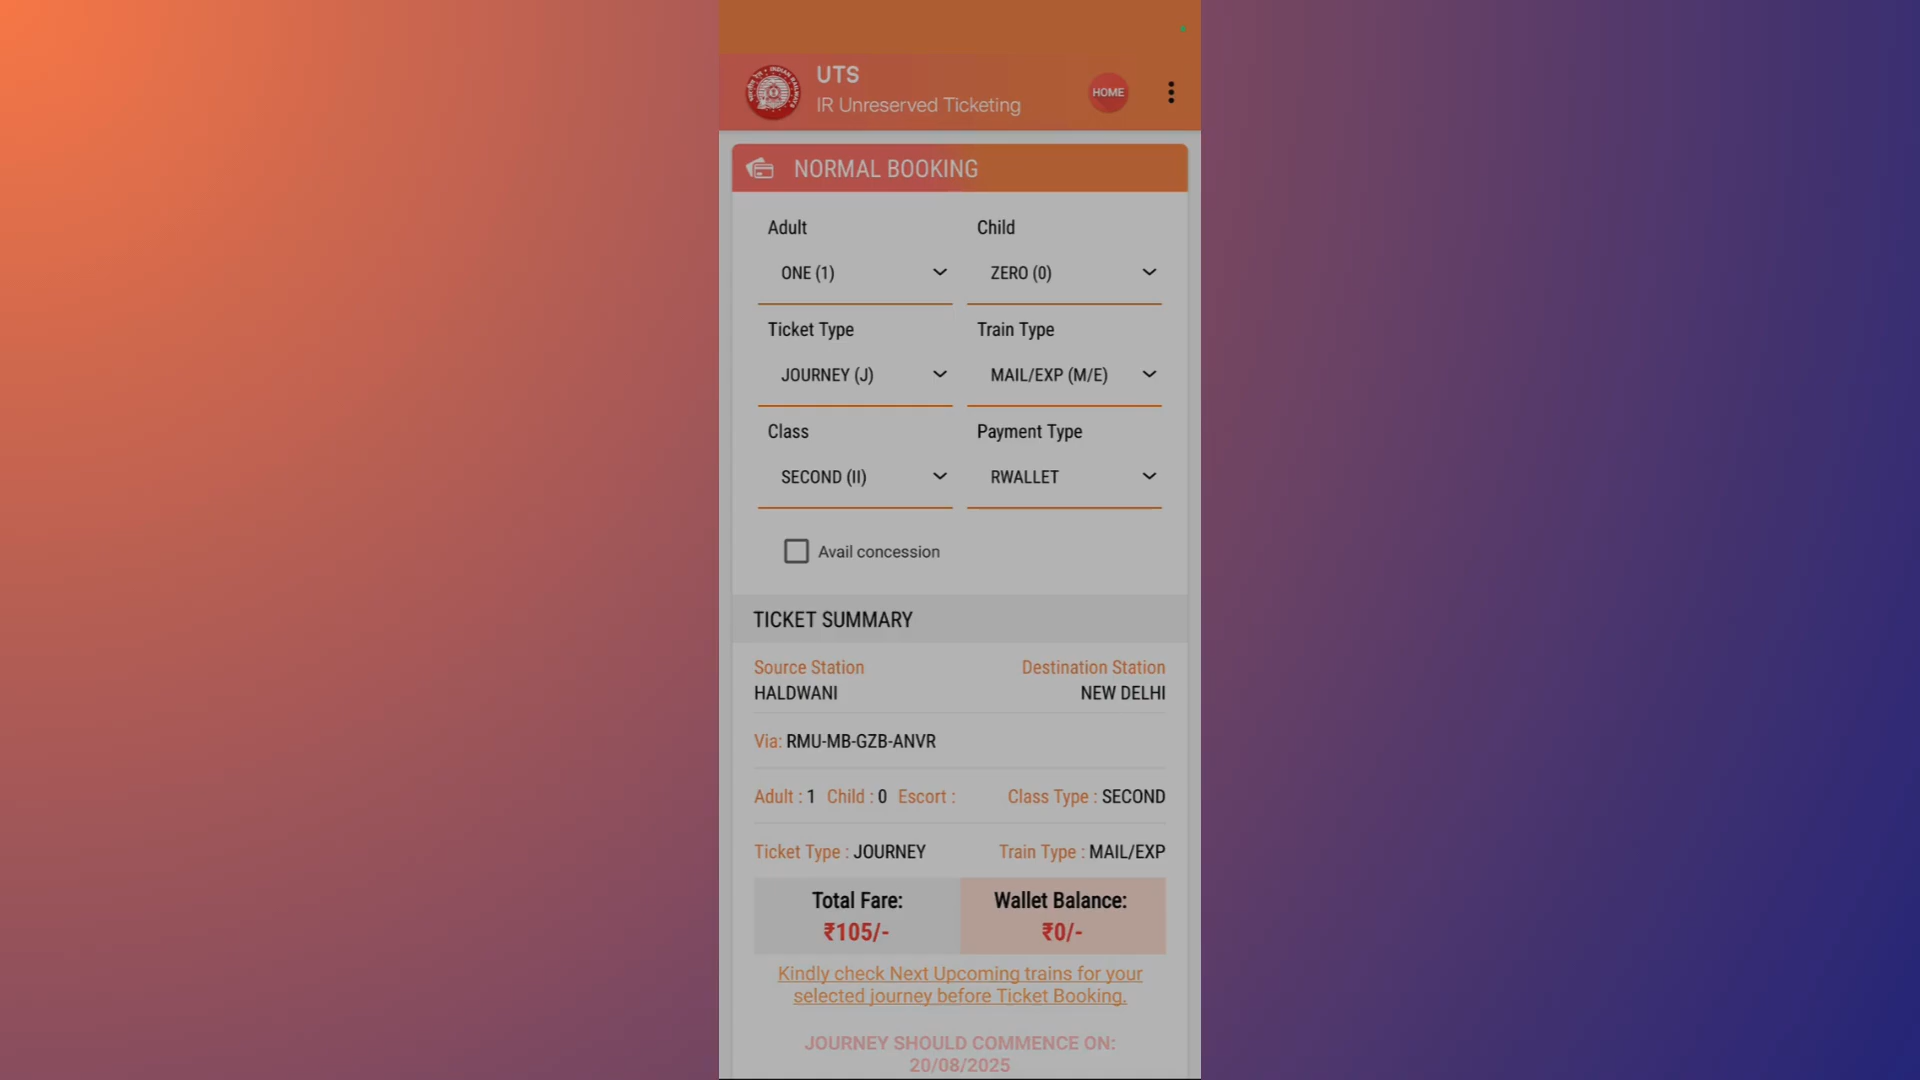 UTS
IR Unreserved Ticketing
HOME
NORMAL BOOKING
Adult Child
ONE (1) ZERO (0)
Ticket Type Train Type
JOURNEY (J) MAIL/EXP (M/E)
Class Payment Type
SECOND (II) RWALLET
Avail concession
TICKET SUMMARY
Source Station Destination Station
HALDWANI NEW DELHI
Via: RMU-MB-GZB-ANVR
Adult : 1 Child : 0 Escort : Class Type : SECOND
Ticket Type : JOURNEY Train Type : MAIL/EXP
Total Fare: Wallet Balance:
₹105/- ₹0/-
Kindly check Next Upcoming trains for your
selected journey before Ticket Booking.
JOURNEY SHOULD COMMENCE ON:
20/08/2025